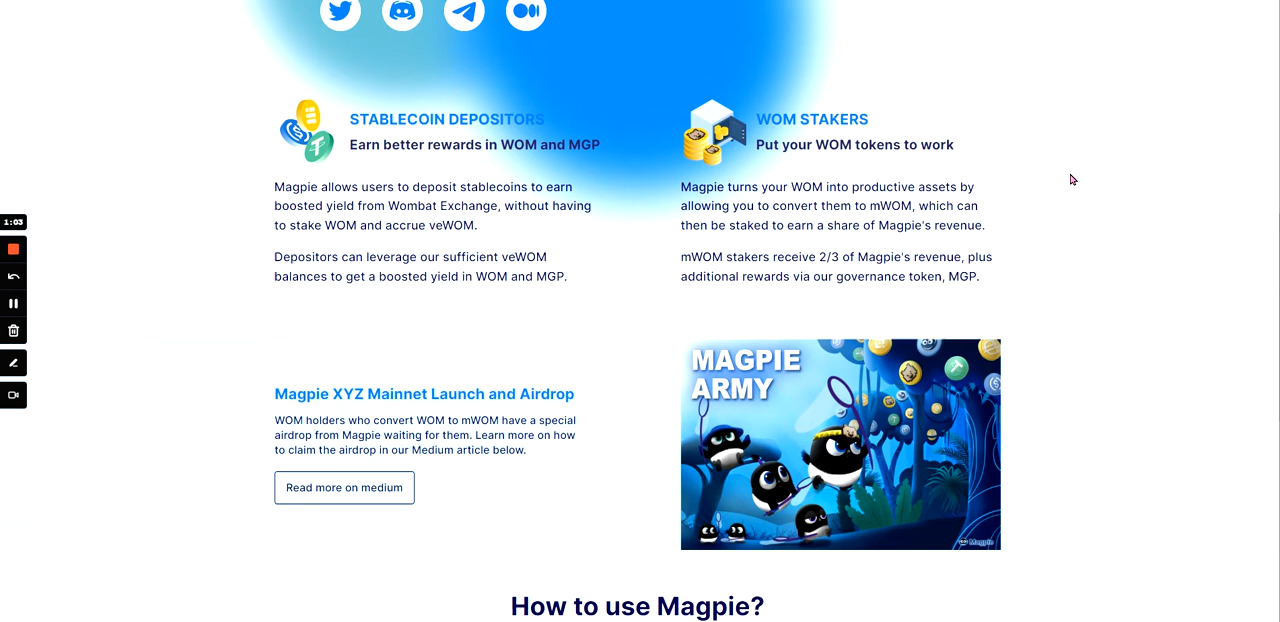 STABLECOIN DEPOSITORS
Earn better rewards in WOM and MGP
Magpie allows users to deposit stablecoins to earn
boosted yield from Wombat Exchange, without having
to stake WOM and accrue veWOM.
Depositors can leverage our sufficient veWOM
balances to get a boosted yield in WOM and MGP.
WOM STAKERS
Put your WOM tokens to work
Magpie turns your WOM into productive assets by
allowing you to convert them to mWOM, which can
then be staked to earn a share of Magpie's revenue.
mWOM stakers receive 2/3 of Magpie's revenue, plus
additional rewards via our governance token, MGP.
1:03
Magpie XYZ Mainnet Launch and Airdrop
WOM holders who convert WOM to mWOM have a special
airdrop from Magpie waiting for them. Learn more on how
to claim the airdrop in our Medium article below.
Read more on medium
MAGPIE
ARMY
Magpie
How to use Magpie?